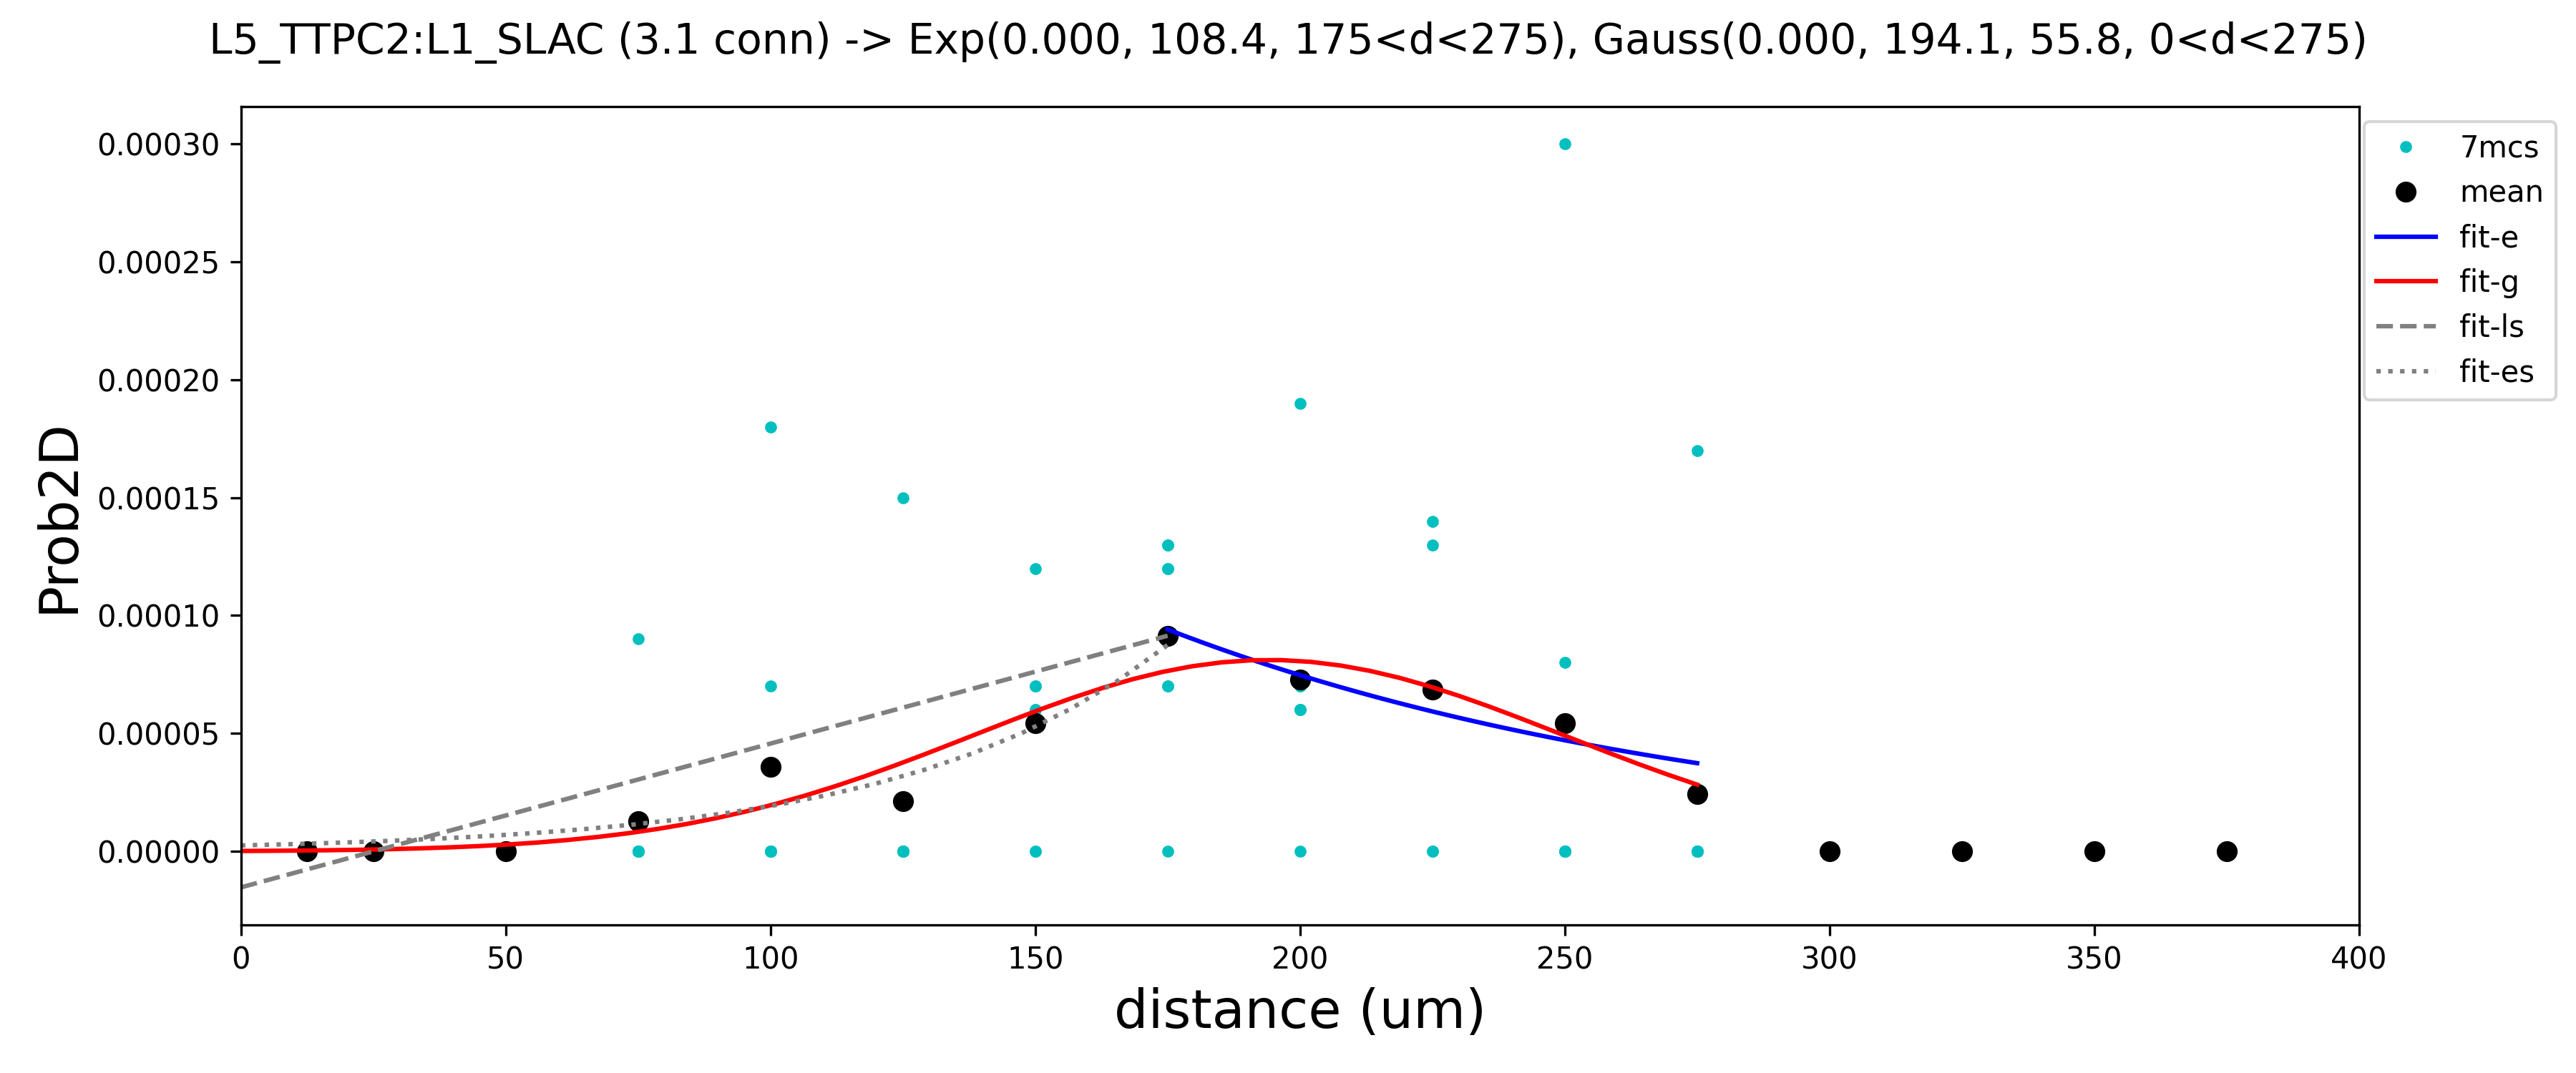 L5_TTPC2:L1_SLAC (3.1 conn) -> Exp(0.000, 108.4, 175<d<275), Gauss(0.000, 194.1, 55.8, 0<d<275)
0.00030
0.00025
0.00020
0.00015
0.00010
0.00005
0.00000
Prob2D
0 50 100 150 200 250 300 350 400
distance (um)
7mcs
mean
fit-e
fit-g
fit-ls
fit-es